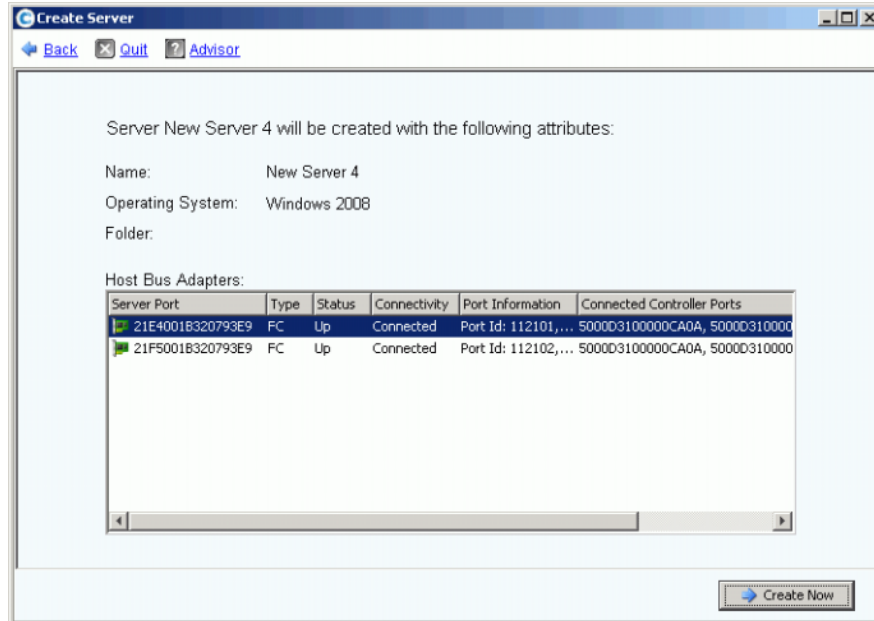 Create Server
Back Quit Advisor
Server New Server 4 will be created with the following attributes:
Name: New Server 4
Operating System: Windows 2008
Folder:
Host Bus Adapters:
Server Port Type Status Connectivity Port Information Connected Controller Ports
21E4001B320793E9 FC Up Connected Port Id: 112101,... 5000D3100000CA0A, 5000D310000
21F5001B320793E9 FC Up Connected Port Id: 112102,... 5000D3100000CA0A, 5000D310000
Create Now